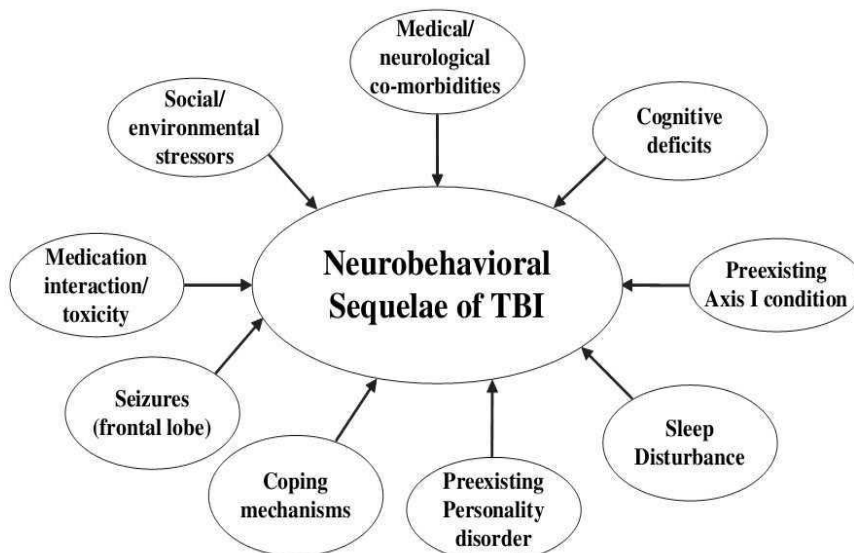 Medical/
neurological
co-morbidities
Social/
environmental
stressors
Cognitive
deficits
Medication
interaction/
toxicity
Neurobehavioral
Sequelae of TBI
Preexisting
Axis I condition
Seizures
(frontal lobe)
Sleep
Disturbance
Coping
mechanisms
Preexisting
Personality
disorder